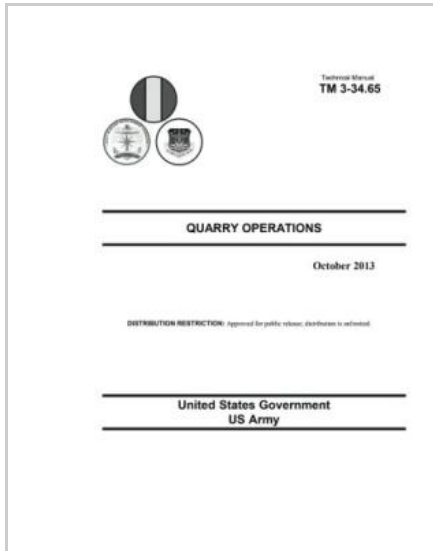 Technical Manual
TM 3-34.65
QUARRY OPERATIONS
October 2013
DISTRIBUTION RESTRICTION: Approved for public release; distribution is unlimited.
United States Government
US Army